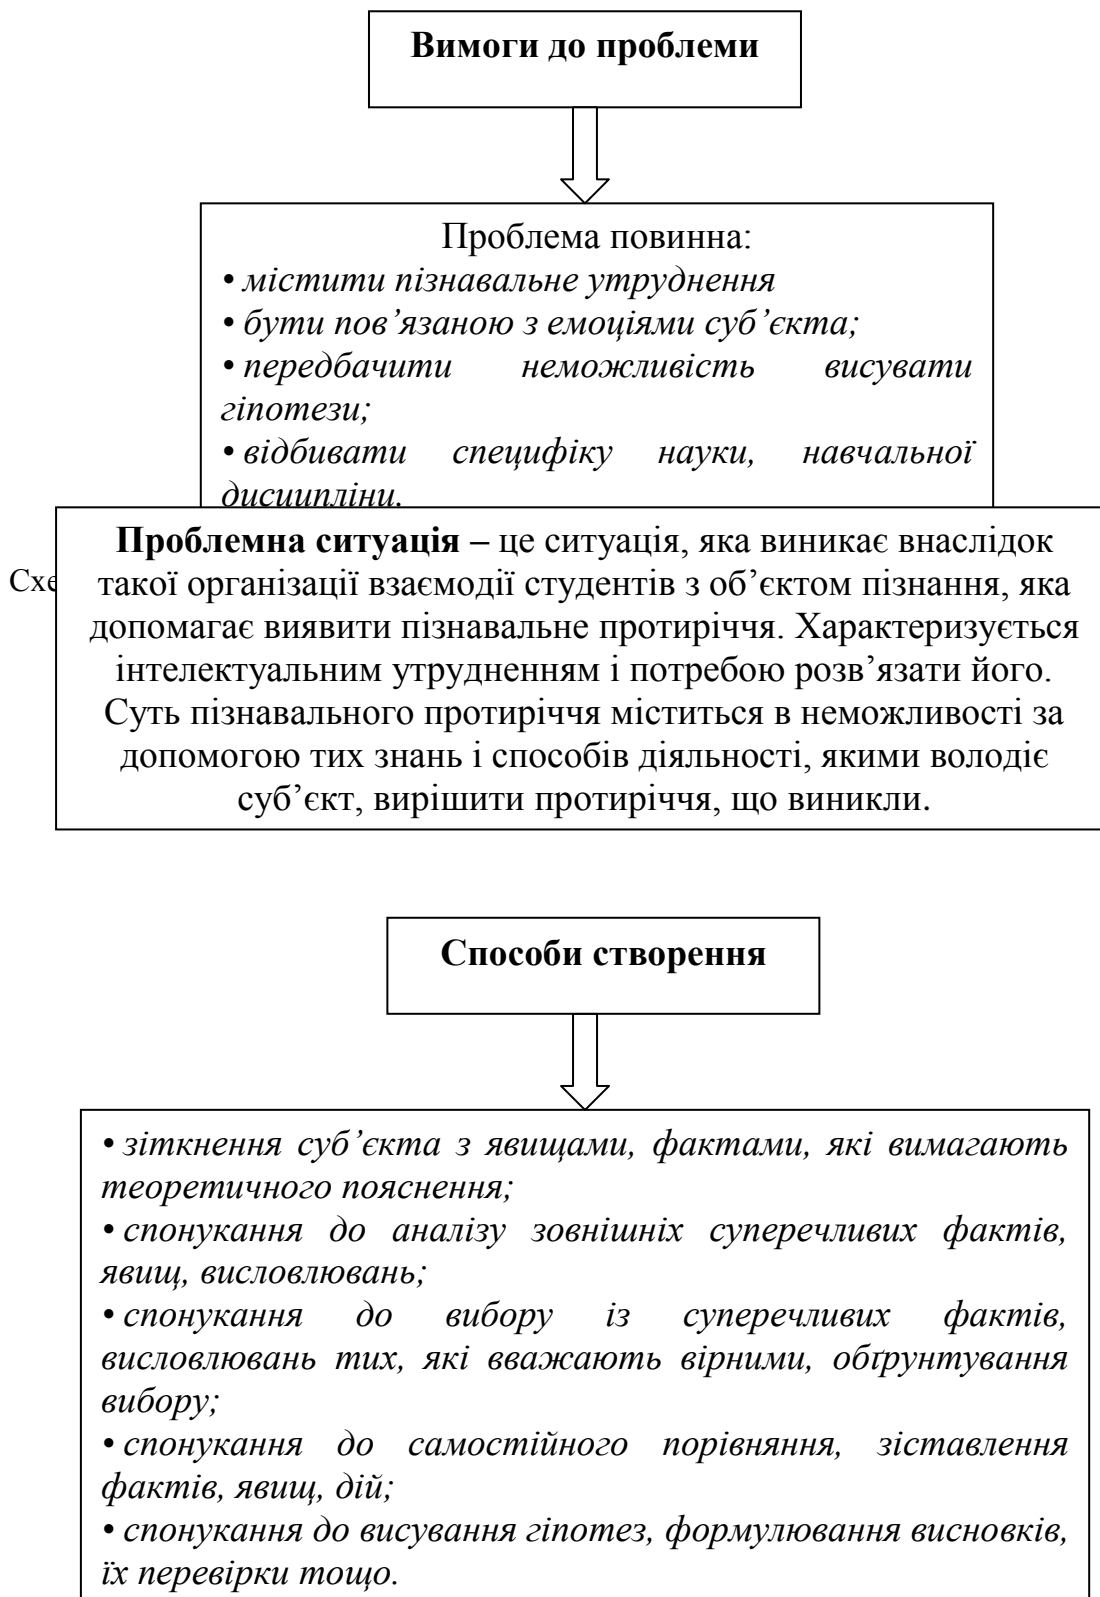 Вимоги до проблеми
Проблема повинна:
• містити пізнавальне утруднення
• бути пов’язаною з емоціями суб’єкта;
• передбачити неможливість висувати
гіпотези;
• відбивати специфіку науки, навчальної
дисципліни.
Проблемна ситуація – це ситуація, яка виникає внаслідок
Схе
такої організації взаємодії студентів з об’єктом пізнання, яка
допомагає виявити пізнавальне протиріччя. Характеризується
інтелектуальним утрудненням і потребою розв’язати його.
Суть пізнавального протиріччя міститься в неможливості за
допомогою тих знань і способів діяльності, якими володіє
суб’єкт, вирішити протиріччя, що виникли.
Способи створення
• зіткнення суб’єкта з явищами, фактами, які вимагають
теоретичного пояснення;
• спонукання до аналізу зовнішніх суперечливих фактів,
явищ, висловлювань;
• спонукання до вибору із суперечливих фактів,
висловлювань тих, які вважають вірними, обґрунтування
вибору;
• спонукання до самостійного порівняння, зіставлення
фактів, явищ, дій;
• спонукання до висування гіпотез, формулювання висновків,
їх перевірки тощо.